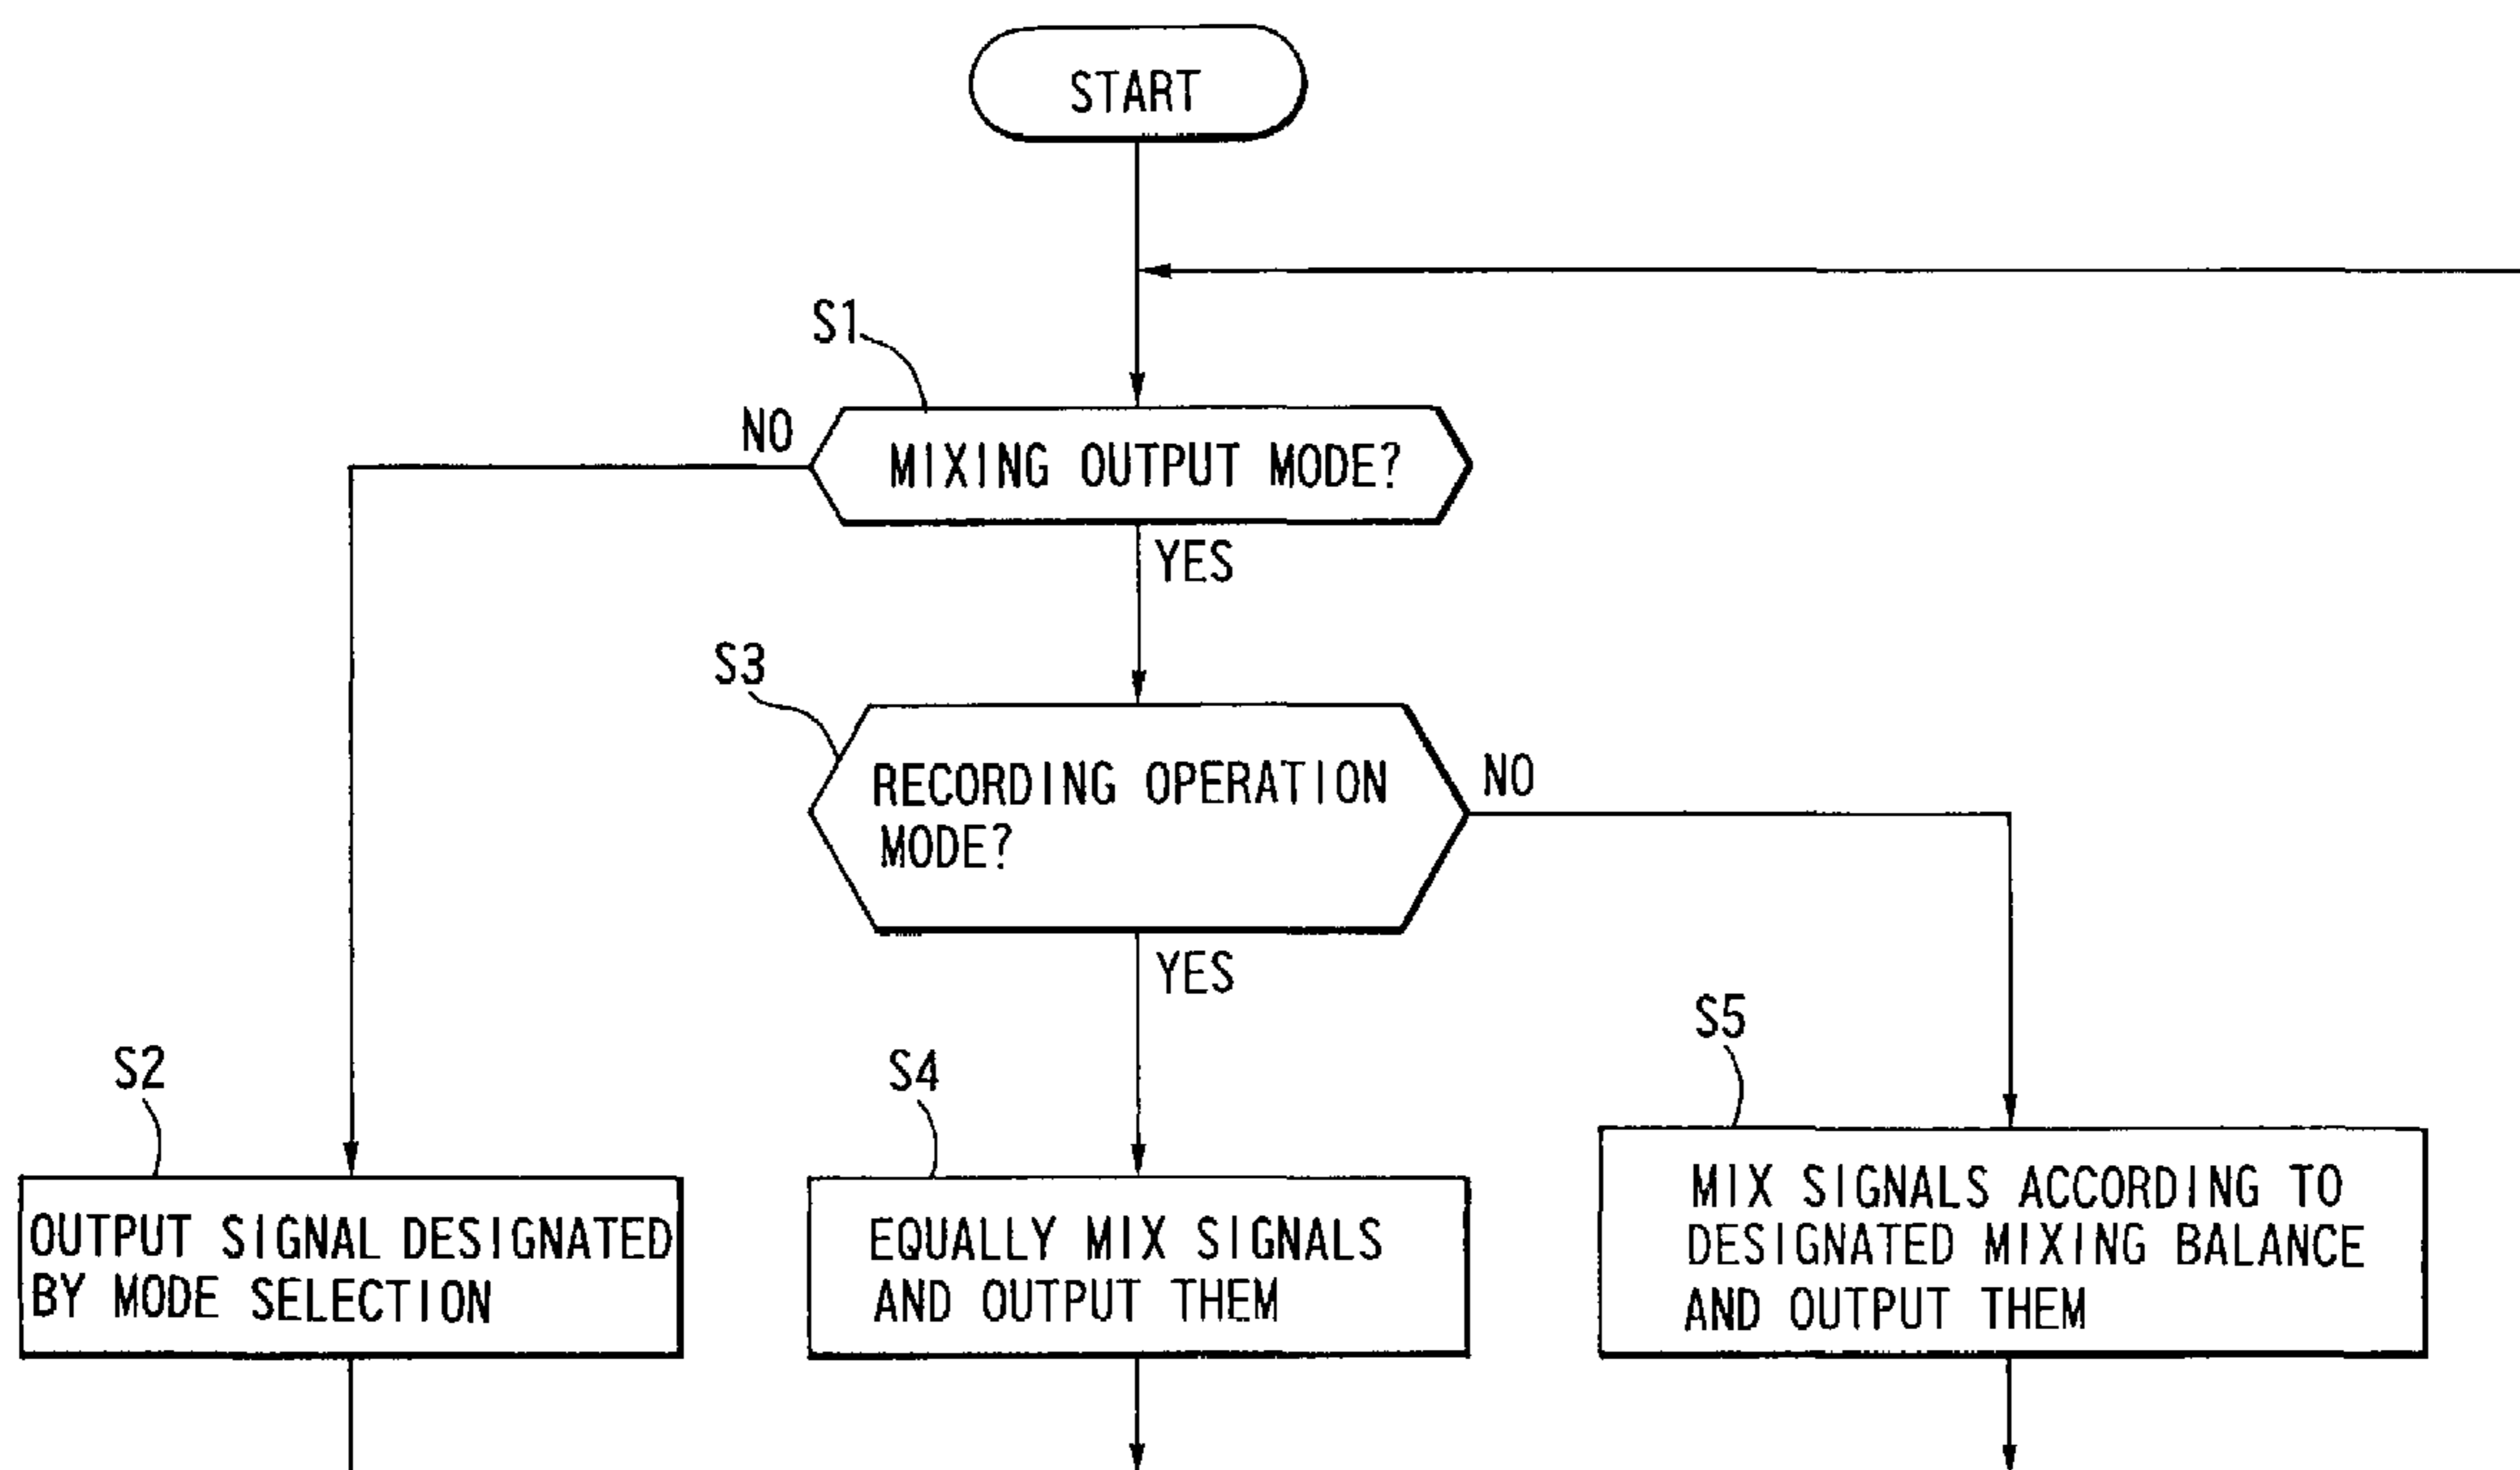 START
S1
NO
MIXING OUTPUT MODE?
YES
S3
RECORDING OPERATION
MODE?
NO
YES
S2
S4
S5
OUTPUT SIGNAL DESIGNATED
BY MODE SELECTION
EQUALLY MIX SIGNALS
AND OUTPUT THEM
MIX SIGNALS ACCORDING TO
DESIGNATED MIXING BALANCE
AND OUTPUT THEM